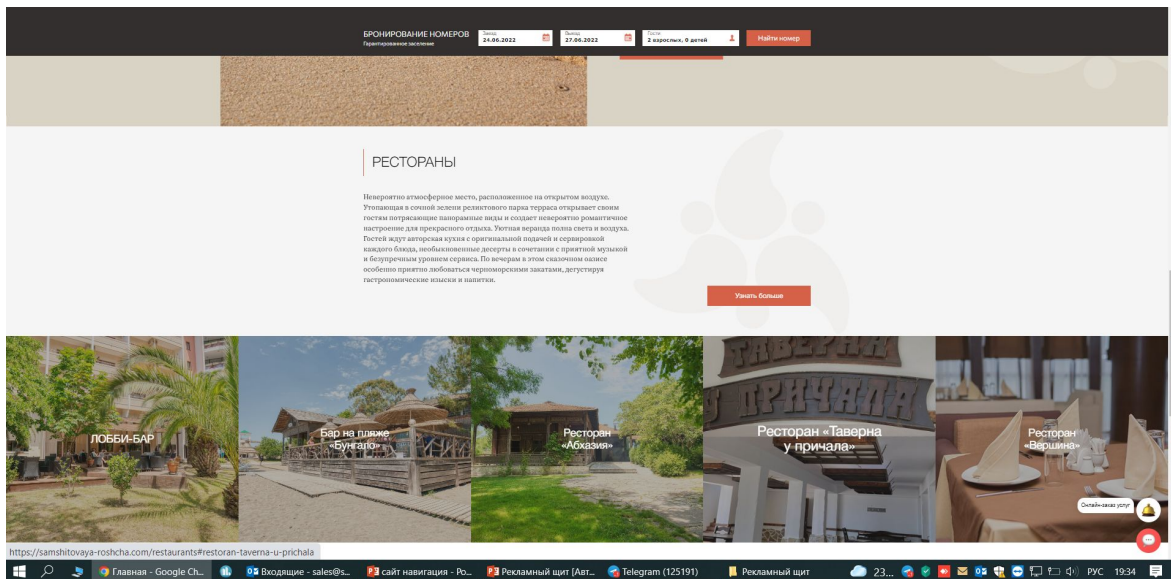 БРОНИРОВАНИЕ НОМЕРОВ
Гарантированное заселение
Заезд
24.06.2022
Выезд
27.06.2022
Гости
2 взрослых, 0 детей
Найти номер
РЕСТОРАНЫ
Невероятно атмосферное место, расположенное на открытом воздухе.
Утопающая в сочной зелени реликтового парка терраса открывает своим
гостям потрясающие панорамные виды и создает невероятно романтичное
настроение для прекрасного отдыха. Уютная веранда полна света и воздуха.
Гостей ждут авторская кухня с оригинальной подачей и сервировкой
каждого блюда, необыкновенные десерты в сочетании с приятной музыкой
и безупречным уровнем сервиса. По вечерам в этом сказочном оазисе
особенно приятно любоваться черноморскими закатами, дегустируя
гастрономические изыски и напитки.
Узнать больше
ТАВЕРНА
У ПРИЧАЛА
ЛОББИ-БАР
Бар на пляже
«Бунгало»
Ресторан
«Абхазия»
Ресторан «Таверна
у причала»
Ресторан
«Вершина»
Онлайн-заказ услуг
https://samshitovaya-roshcha.com/restaurants#restoran-taverna-u-prichala
Главная - Google Ch...
Входящие - sales@s...
сайт навигация - Po...
Рекламный щит [Авт...
Telegram (125191)
Рекламный щит
23...
РУС
19:34